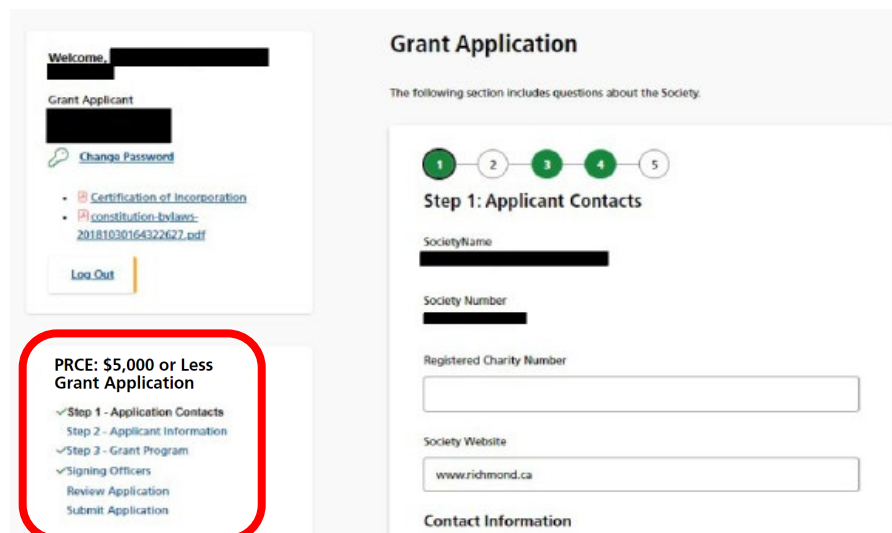 Welcome,
Grant Applicant
Change Password
Certification of Incorporation
constitution-bylaws-
20181030164322627.pdf
Log Out
PRCE: $5,000 or Less
Grant Application
Step 1 - Application Contacts
Step 2 - Applicant Information
Step 3 - Grant Program
Signing Officers
Review Application
Submit Application
Grant Application
The following section includes questions about the Society.
1 2 3 4 5
Step 1: Applicant Contacts
SocietyName
Society Number
Registered Charity Number
Society Website
www.richmond.ca
Contact Information